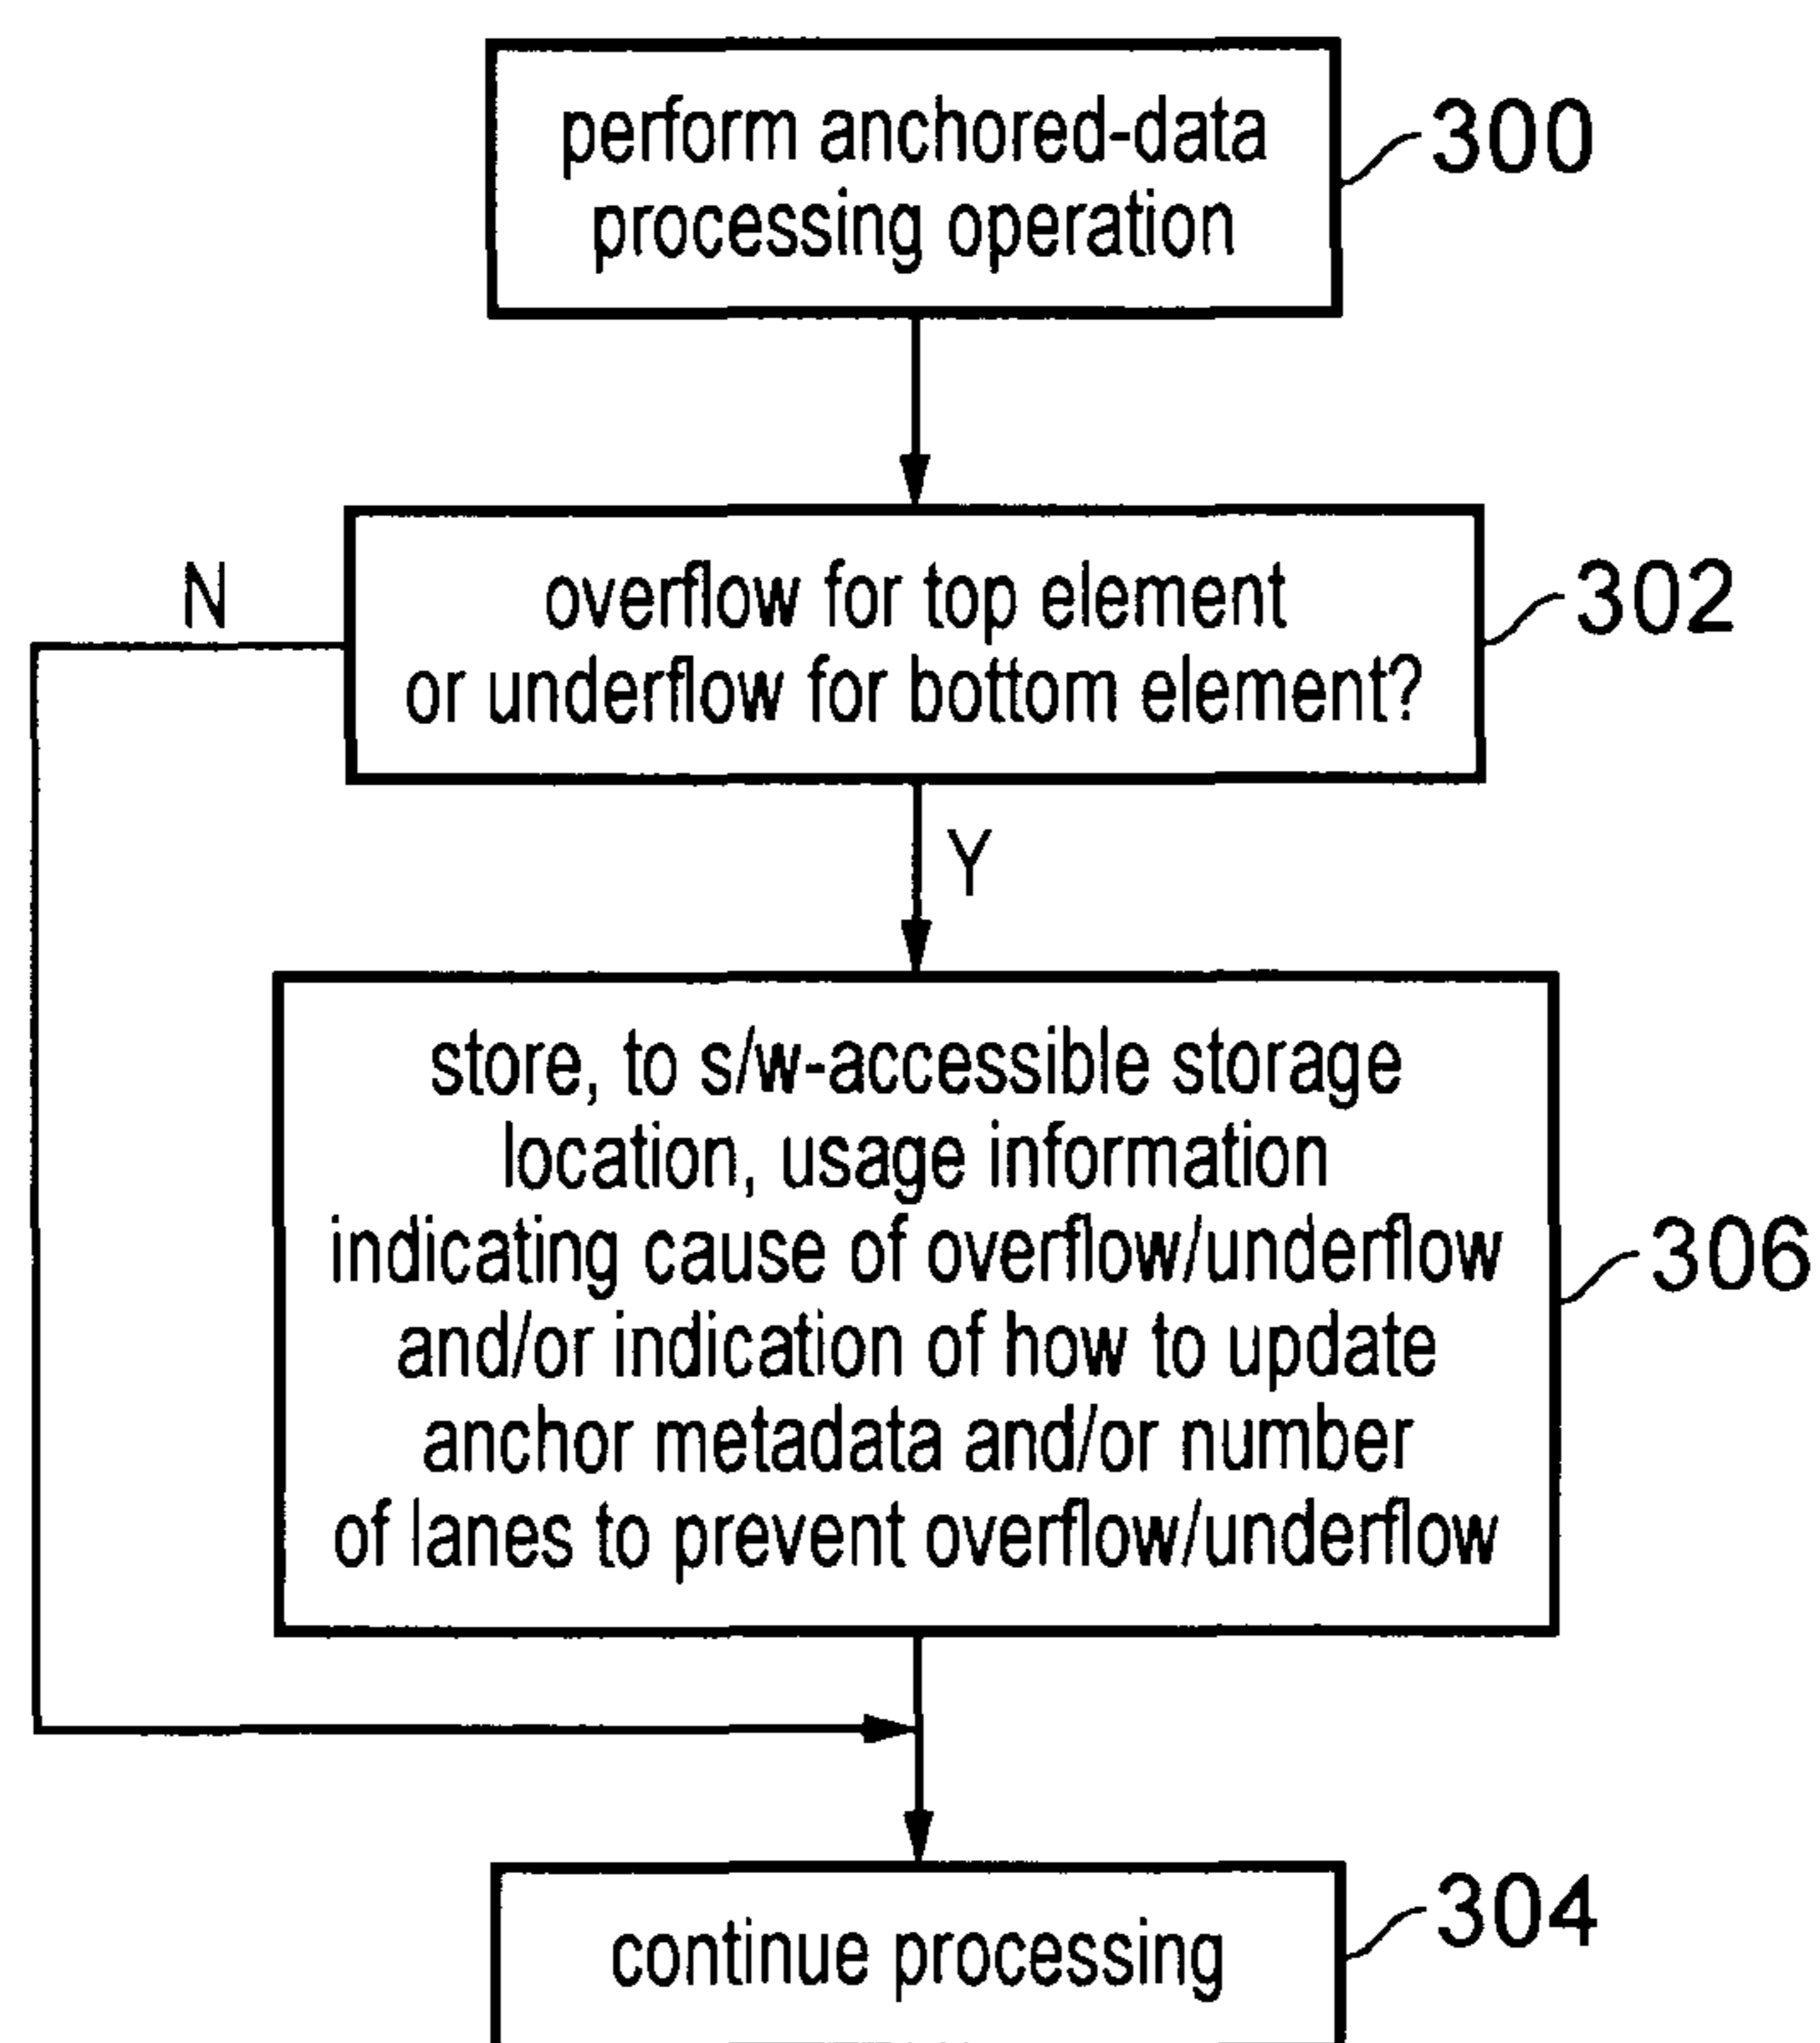 perform anchored-data
processing operation
300
overflow for top element
or underflow for bottom element?
302
N
Y
store, to s/w-accessible storage
location, usage information
indicating cause of overflow/underflow
and/or indication of how to update
anchor metadata and/or number
of lanes to prevent overflow/underflow
306
continue processing
304